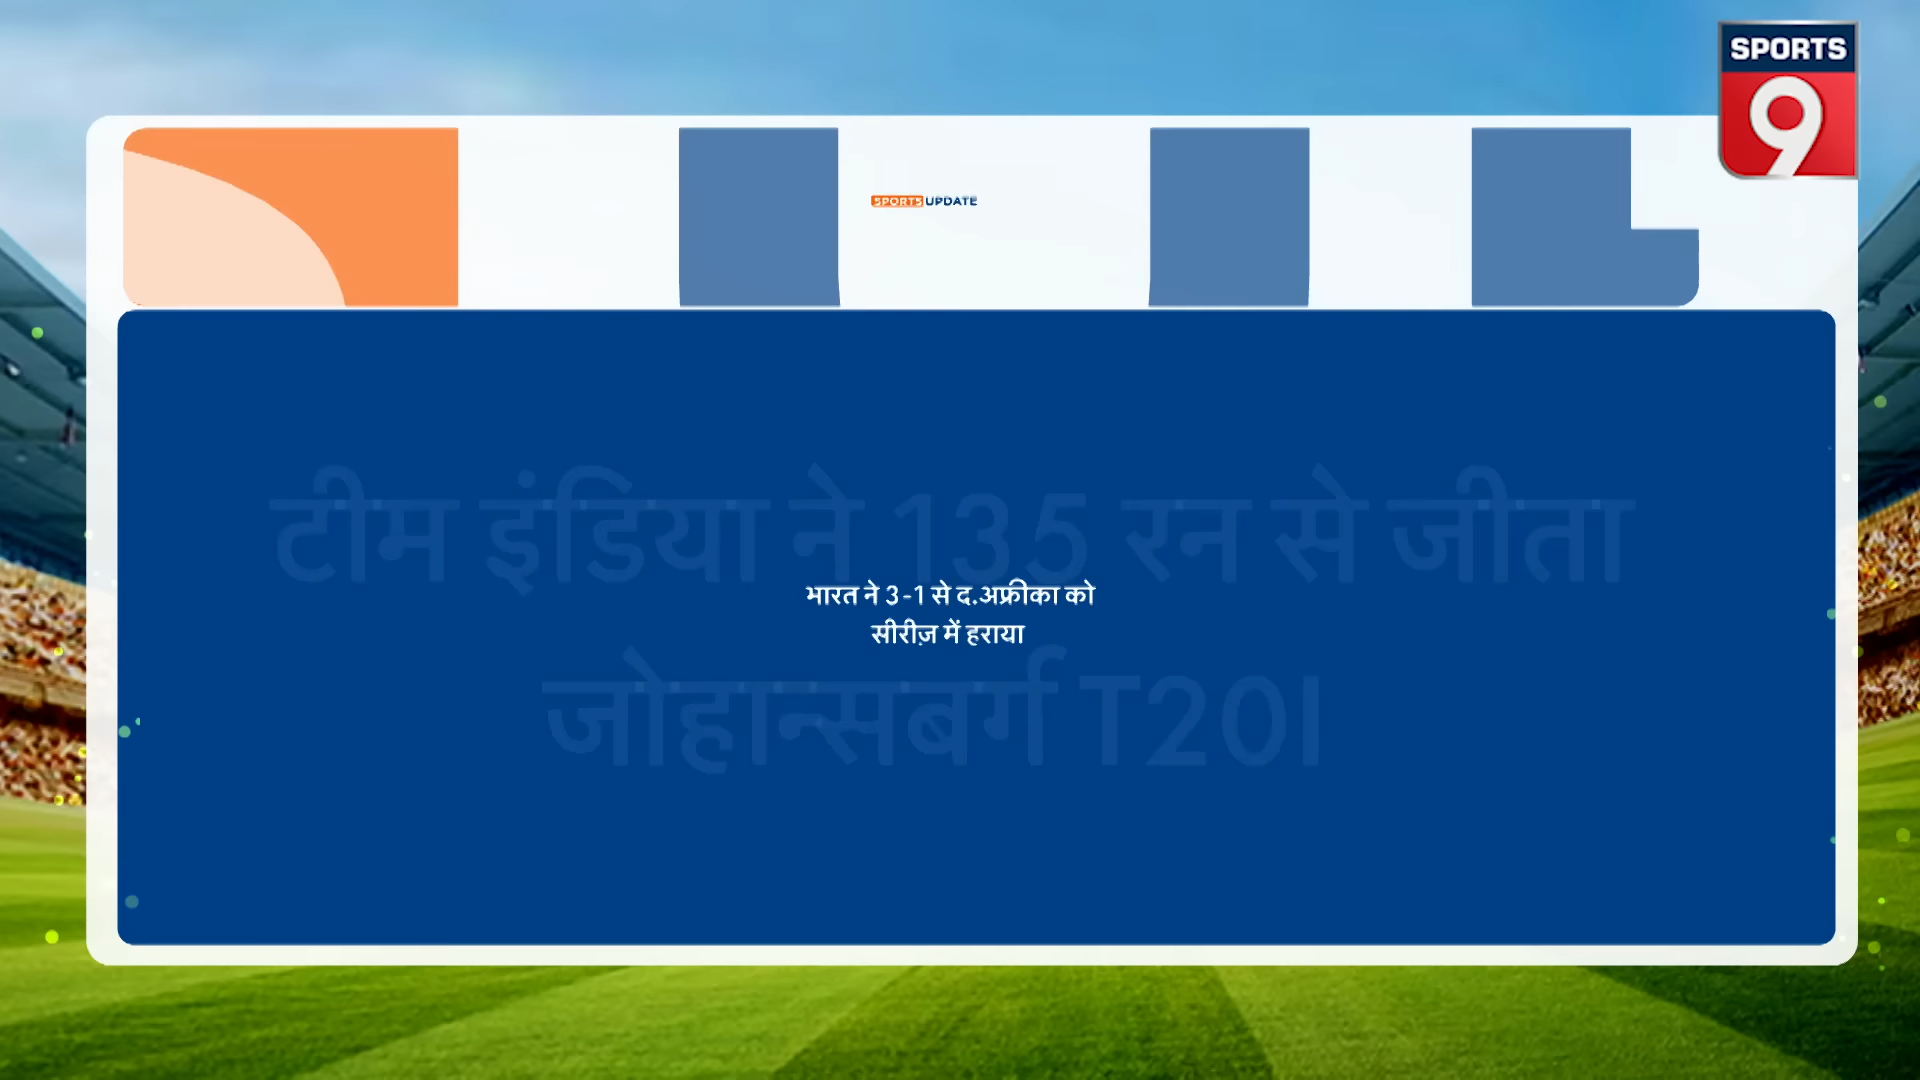 SPORTS
9
SPORTS UPDATE
टीम इंडिया ने 135 रन से जीता
भारत ने 3-1 से द.अफ्रीका को
सीरीज़ में हराया
जोहान्सबर्ग T20I